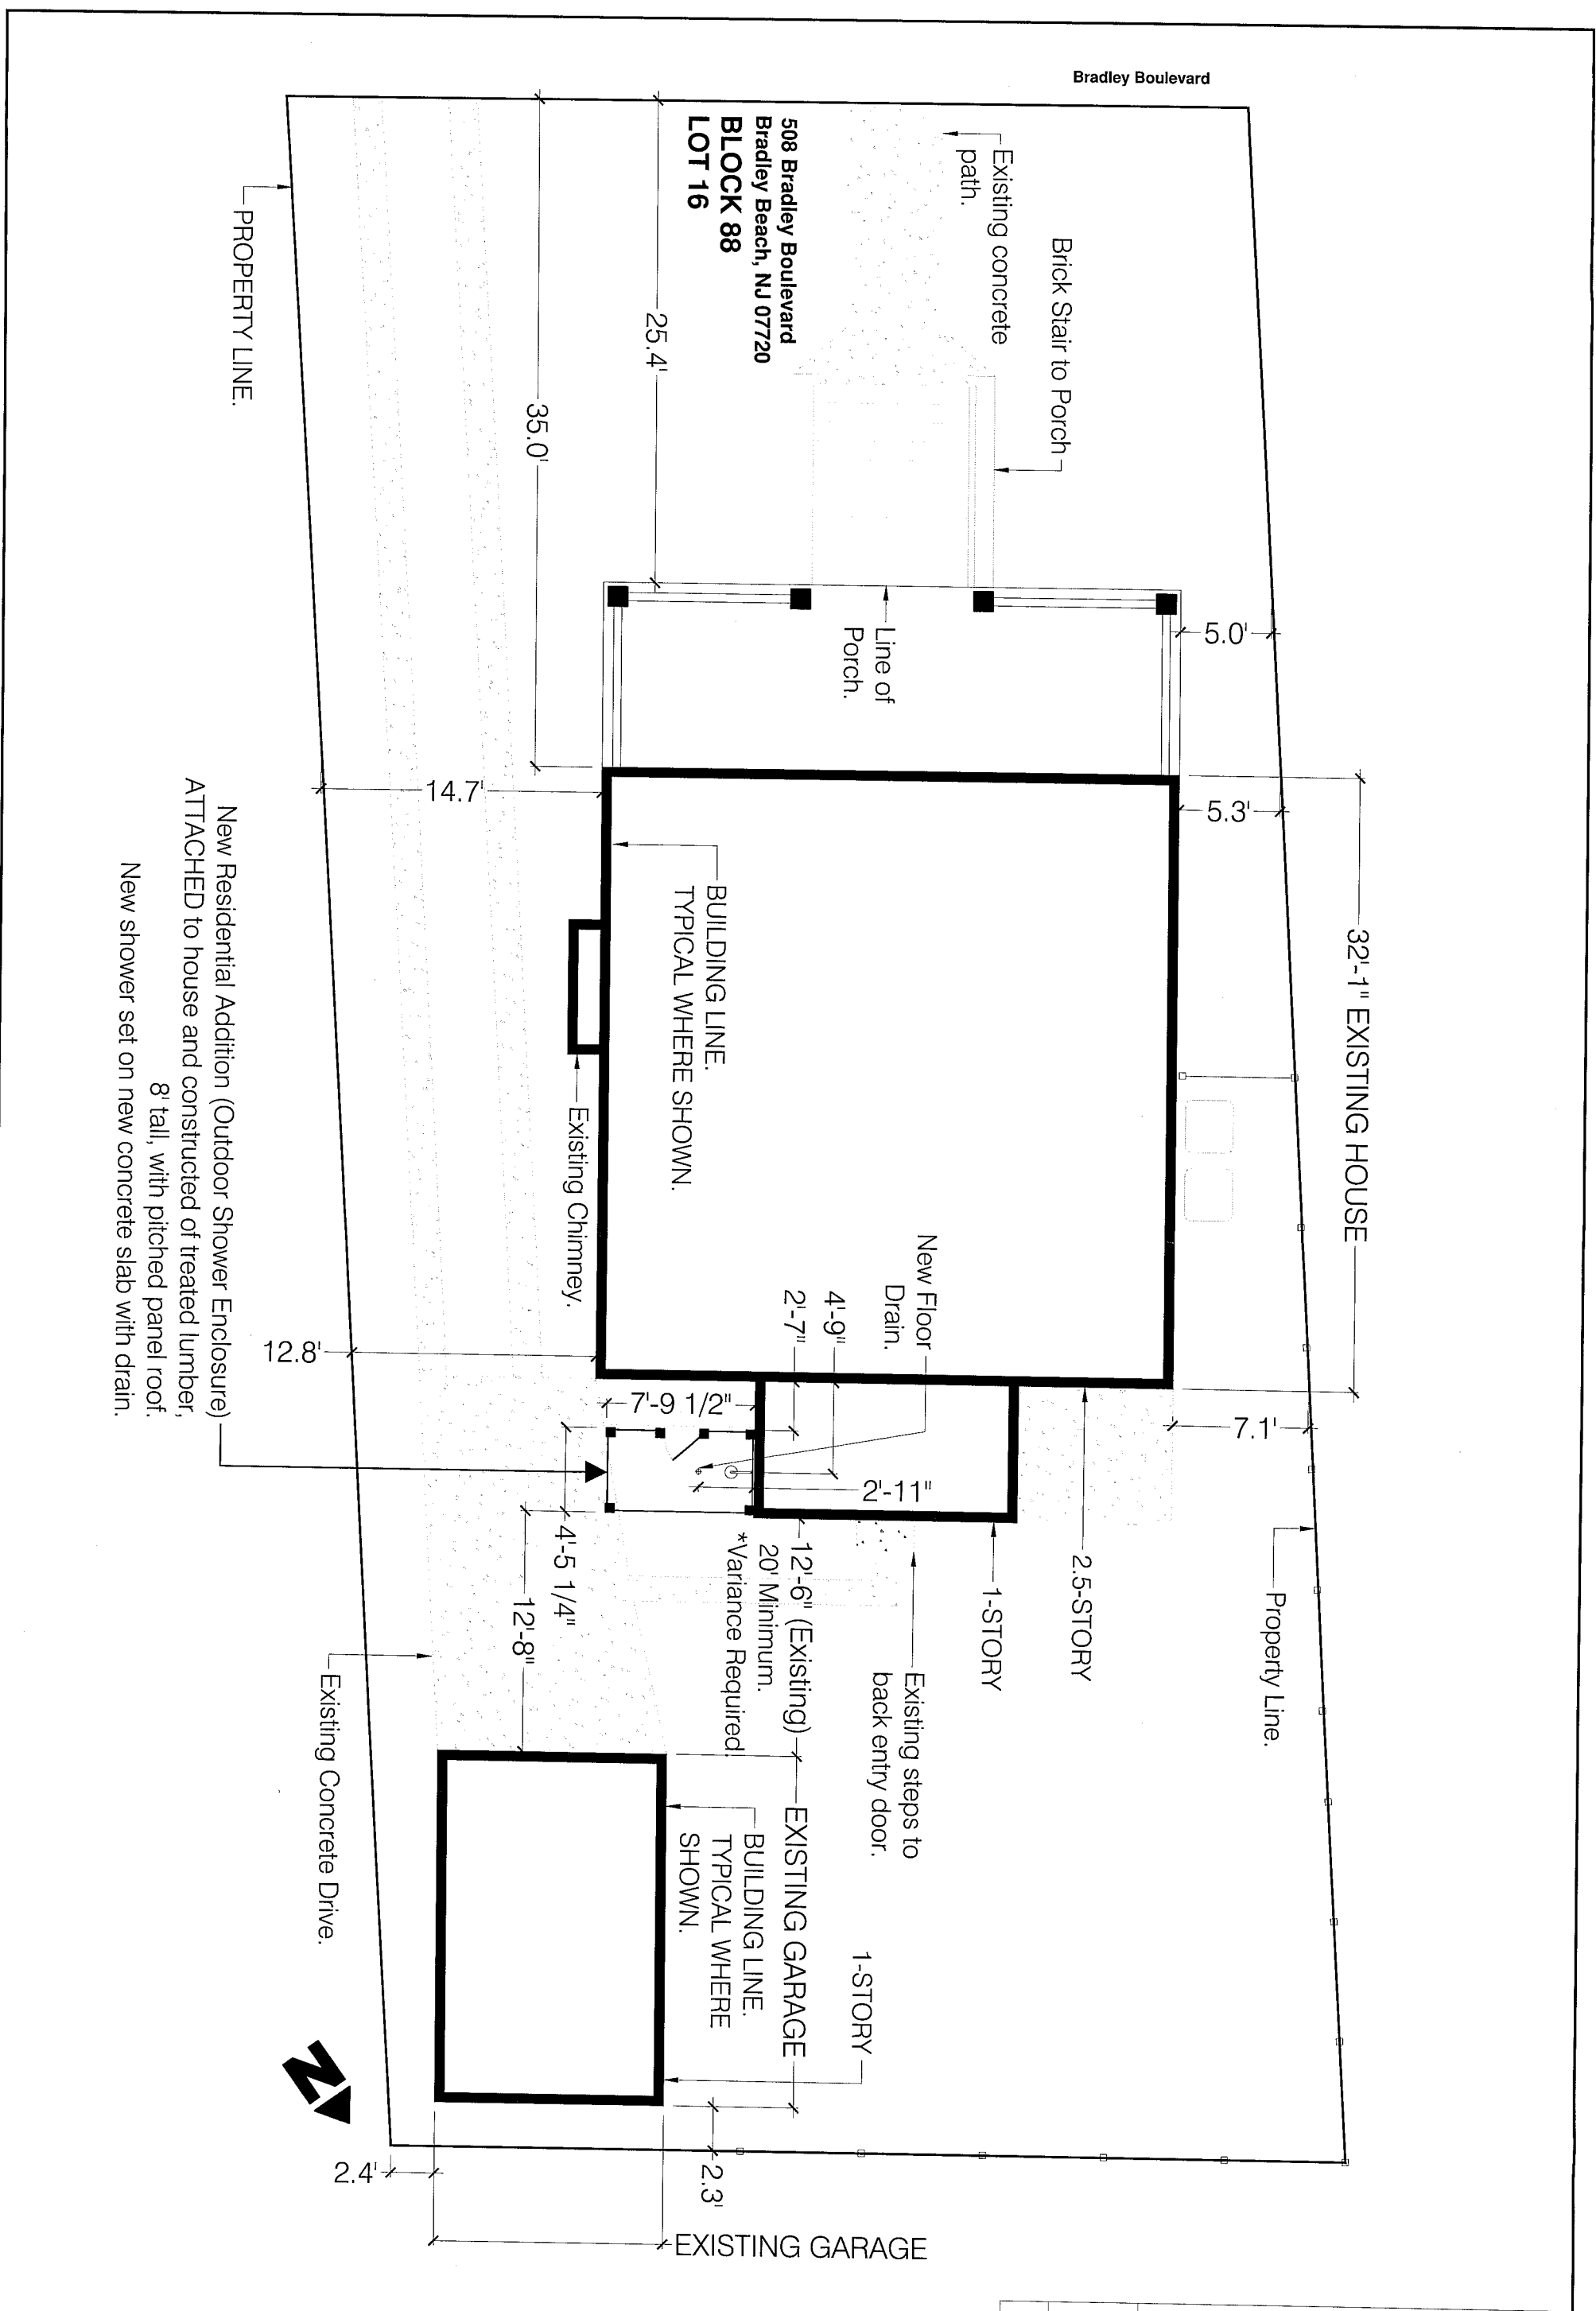 Bradley Boulevard
508 Bradley Boulevard
Bradley Beach, NJ 07720
BLOCK 88
LOT 16
Existing concrete
path.
Brick Stair to Porch
25.4'
35.0'
PROPERTY LINE.
Line of
Porch.
5.0'
5.3'
14.7'
32'-1" EXISTING HOUSE
BUILDING LINE.
TYPICAL WHERE SHOWN.
Existing Chimney.
New Floor
Drain.
4'-9"
2'-7"
12.8'
7'-9 1/2"
7.1'
2'-11"
New Residential Addition (Outdoor Shower Enclosure)
ATTACHED to house and constructed of treated lumber,
8' tall, with pitched panel roof.
New shower set on new concrete slab with drain.
4'-5 1/4"
12'-8"
12'-6" (Existing)
20' Minimum.
*Variance Required.
2.5-STORY
1-STORY
Property Line.
Existing steps to
back entry door.
Existing Concrete Drive.
EXISTING GARAGE
BUILDING LINE.
TYPICAL WHERE
SHOWN.
1-STORY
N
2.4'
2.3'
EXISTING GARAGE